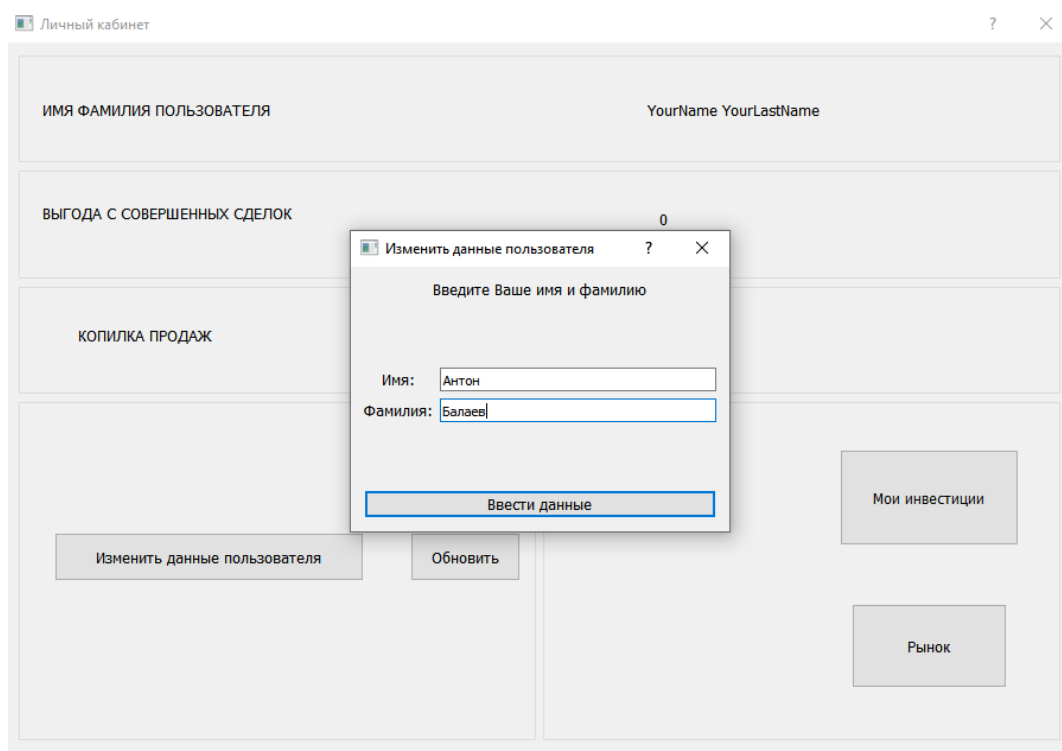 Личный кабинет
?
ИМЯ ФАМИЛИЯ ПОЛЬЗОВАТЕЛЯ
YourName YourLastName
ВЫГОДА С СОВЕРШЕННЫХ СДЕЛОК
0
Изменить данные пользователя
?
Введите Ваше имя и фамилию
КОПИЛКА ПРОДАЖ
Имя:
Антон
Фамилия:
Балаев
Ввести данные
Мои инвестиции
Изменить данные пользователя
Обновить
Рынок